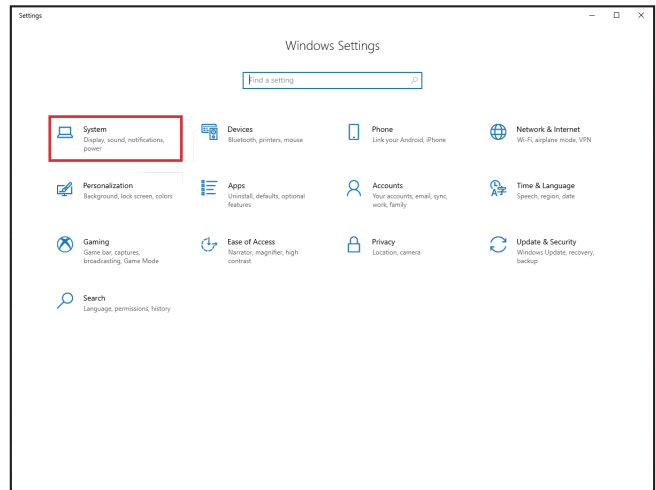 Settings
Windows Settings
Find a setting
System
Display, sound, notifications,
power
Devices
Bluetooth, printers, mouse
Phone
Link your Android, iPhone
Network & Internet
Wi-Fi, airplane mode, VPN
Personalization
Background, lock screen, colors
Apps
Uninstall, defaults, optional
features
Accounts
Your accounts, email, sync,
work, family
Time & Language
Speech, region, date
Gaming
Game bar, captures,
broadcasting, Game Mode
Ease of Access
Narrator, magnifier, high
contrast
Privacy
Location, camera
Update & Security
Windows Update, recovery,
backup
Search
Language, permissions, history